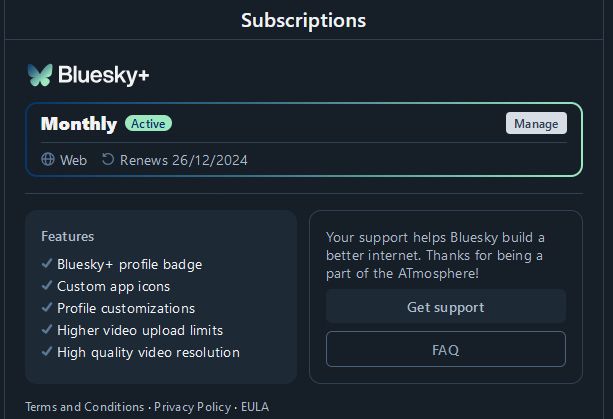 Subscriptions
Bluesky+
Monthly Active Manage
Web Renews 26/12/2024
Features
Bluesky+ profile badge
Custom app icons
Profile customizations
Higher video upload limits
High quality video resolution
Your support helps Bluesky build a
better internet. Thanks for being a
part of the ATmosphere!
Get support
FAQ
Terms and Conditions · Privacy Policy · EULA